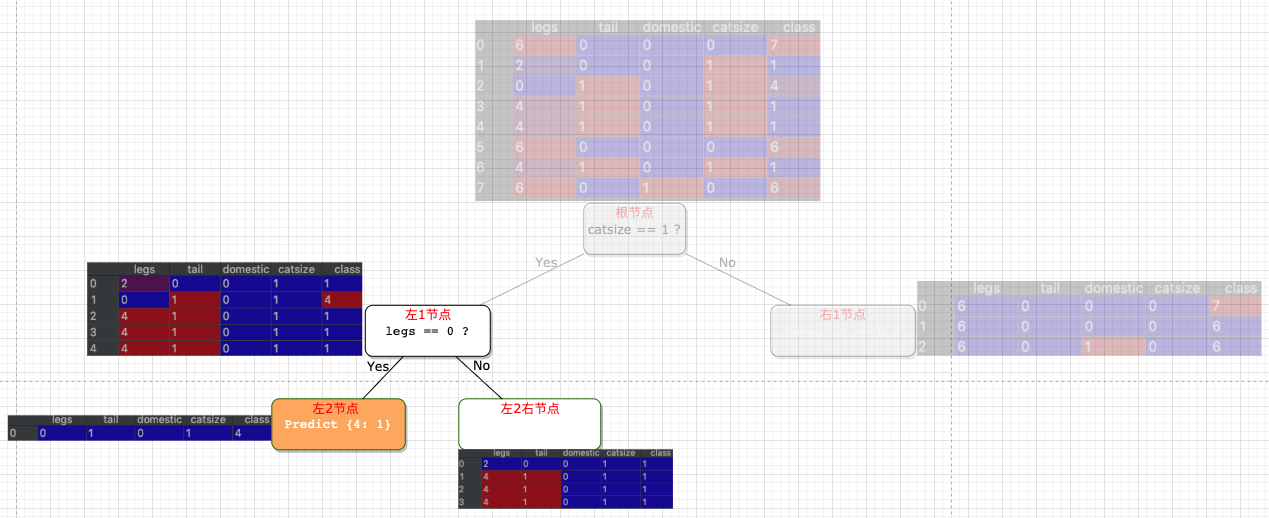 legs tail domestic catsize class
0 6 0 0 0 7
1 2 0 0 1 1
2 0 1 0 1 4
3 4 1 0 1 1
4 4 1 0 1 1
5 6 0 0 0 6
6 4 1 0 1 1
7 6 0 1 0 6
根节点
catsize == 1 ?
Yes
No
legs tail domestic catsize class
0 2 0 0 1 1
1 0 1 0 1 4
2 4 1 0 1 1
3 4 1 0 1 1
4 4 1 0 1 1
左1节点
legs == 0 ?
右1节点
legs tail domestic catsize class
0 6 0 0 0 7
1 6 0 0 0 6
2 6 0 1 0 6
Yes
No
legs tail domestic catsize class
0 0 1 0 1 4
左2节点
Predict {4: 1}
左2右节点
legs tail domestic catsize class
0 2 0 0 1 1
1 4 1 0 1 1
2 4 1 0 1 1
3 4 1 0 1 1